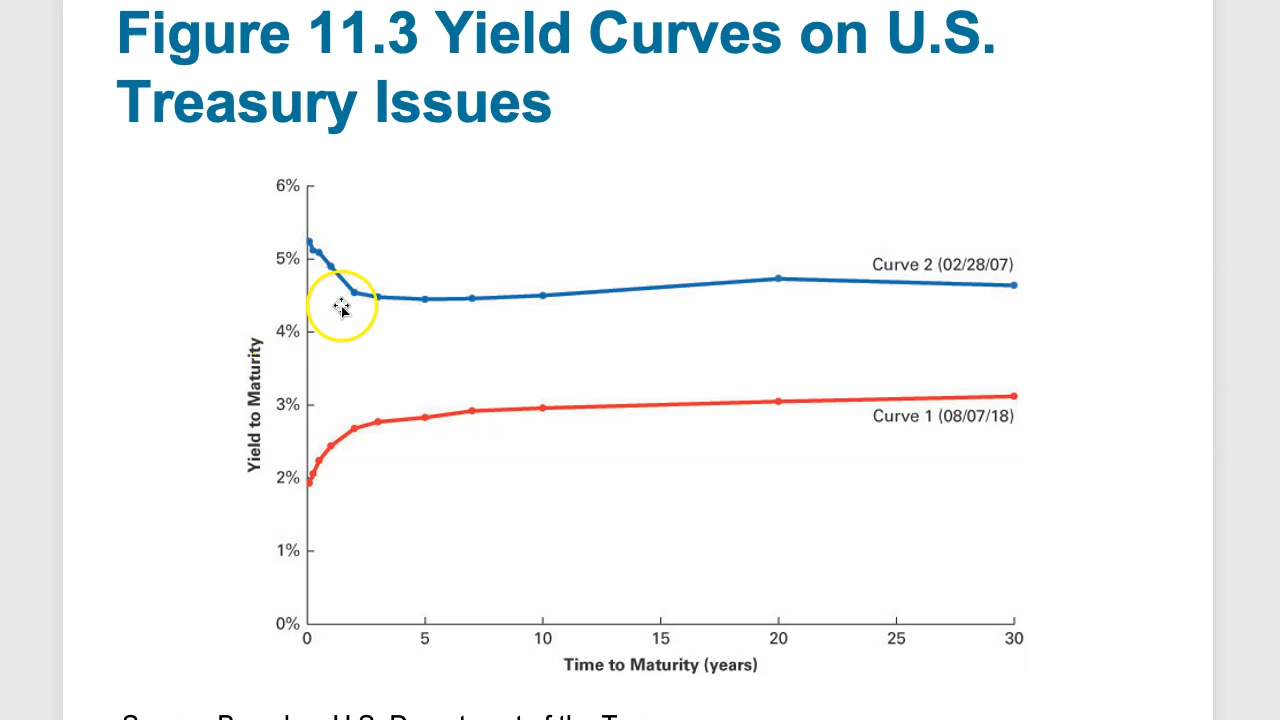 Figure 11.3 Yield Curves on U.S.
Treasury Issues
6%
5%
4%
3%
2%
1%
0%
Yield to Maturity
Curve 2 (02/28/07)
Curve 1 (08/07/18)
0 5 10 15 20 25 30
Time to Maturity (years)